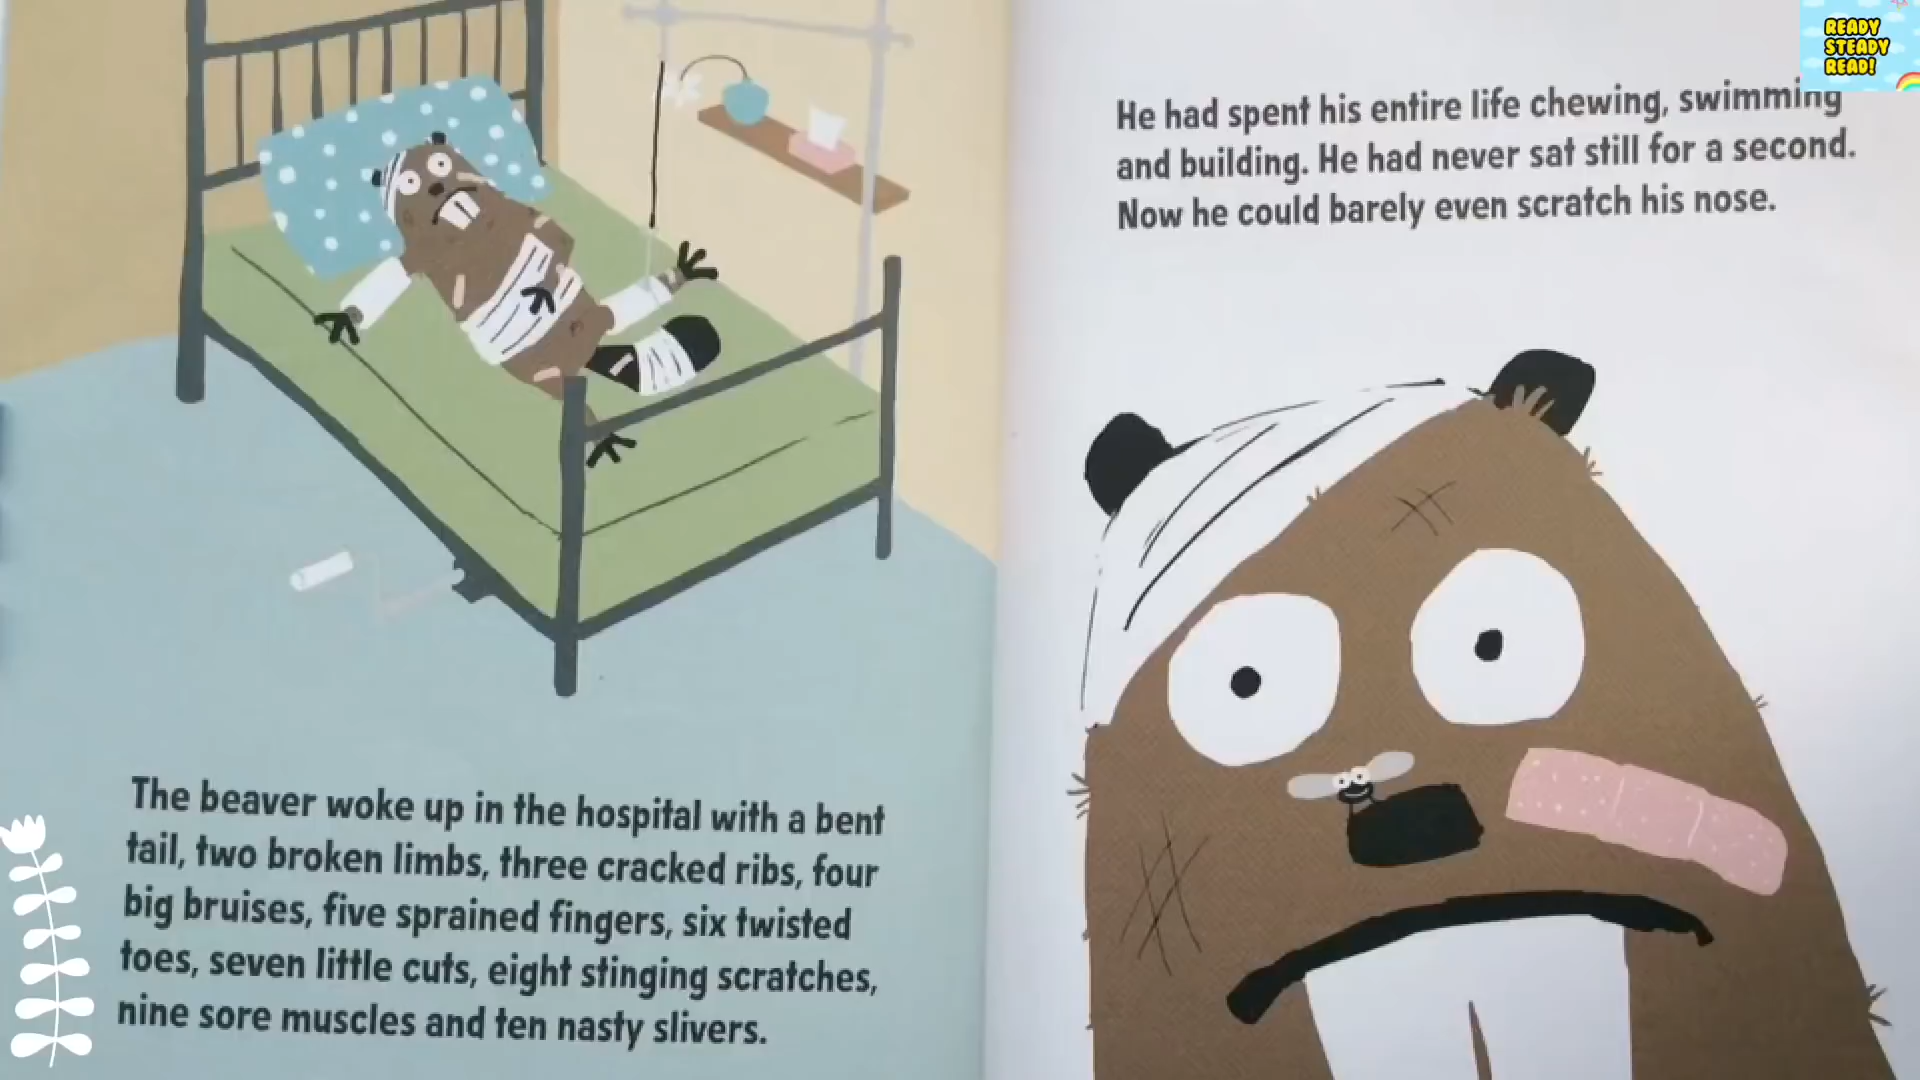 READY
STEADY
READ!
The beaver woke up in the hospital with a bent
tail, two broken limbs, three cracked ribs, four
big bruises, five sprained fingers, six twisted
toes, seven little cuts, eight stinging scratches,
nine sore muscles and ten nasty slivers.
He had spent his entire life chewing, swimming
and building. He had never sat still for a second.
Now he could barely even scratch his nose.